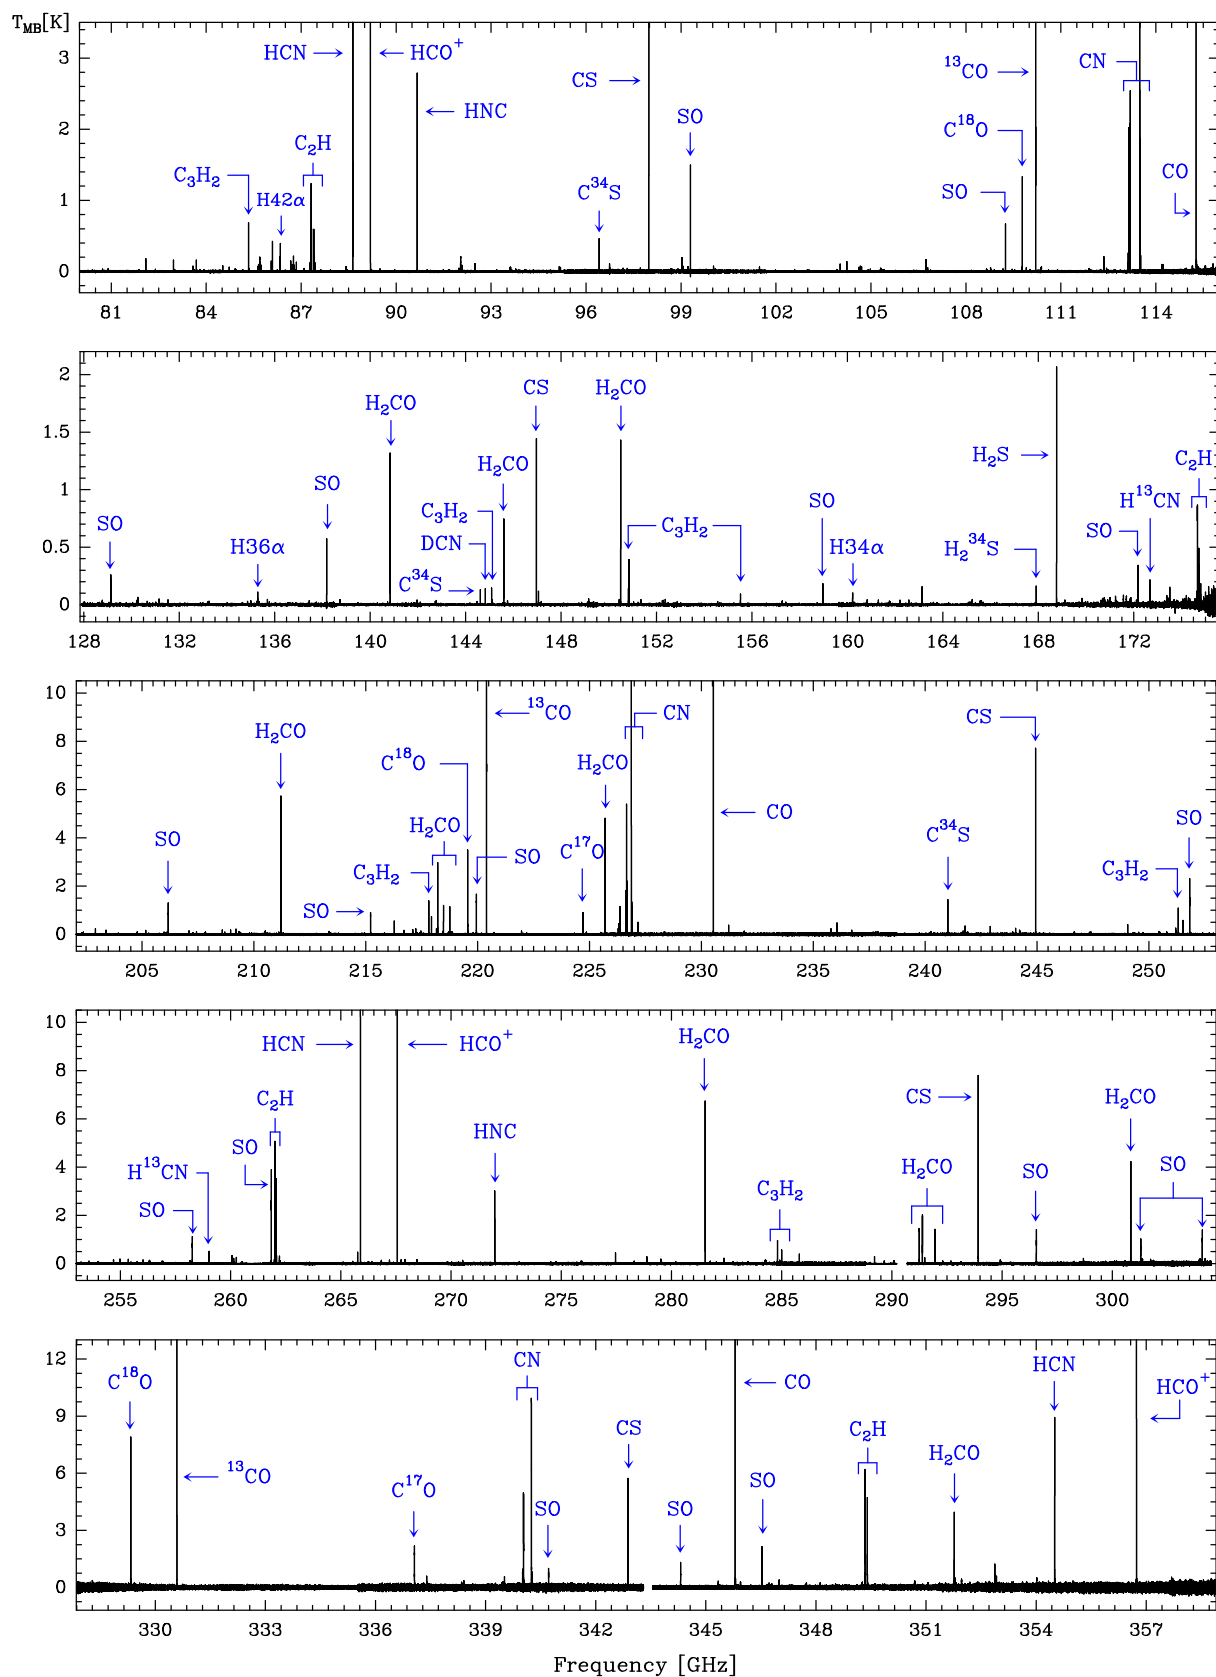 T_MB[K]
HCN
HCO⁺
HNC
CS
SO
¹³CO
CN
C₂H
C¹⁸O
C₃H₂
H42α
C³⁴S
SO
CO
3
2
1
0
81 84 87 90 93 96 99 102 105 108 111 114
H₂CO
CS
H₂CO
H₂CO
H₂S
C₂H
SO
SO
C₃H₂
C₃H₂
SO
H¹³CN
H36α
DCN
H34α
H₂³⁴S
SO
C³⁴S
2
1.5
1
0.5
0
128 132 136 140 144 148 152 156 160 164 168 172
¹³CO
CN
CS
H₂CO
C¹⁸O
H₂CO
CO
SO
H₂CO
SO
C¹⁷O
C³⁴S
SO
C₃H₂
C₃H₂
SO
10
8
6
4
2
0
205 210 215 220 225 230 235 240 245 250
HCN
HCO⁺
H₂CO
C₂H
CS
H₂CO
SO
HNC
H¹³CN
H₂CO
SO
SO
SO
C₃H₂
10
8
6
4
2
0
255 260 265 270 275 280 285 290 295 300
C¹⁸O
CN
CO
HCN
HCO⁺
¹³CO
CS
C₂H
C¹⁷O
SO
SO
SO
H₂CO
12
9
6
3
0
330 333 336 339 342 345 348 351 354 357
Frequency [GHz]